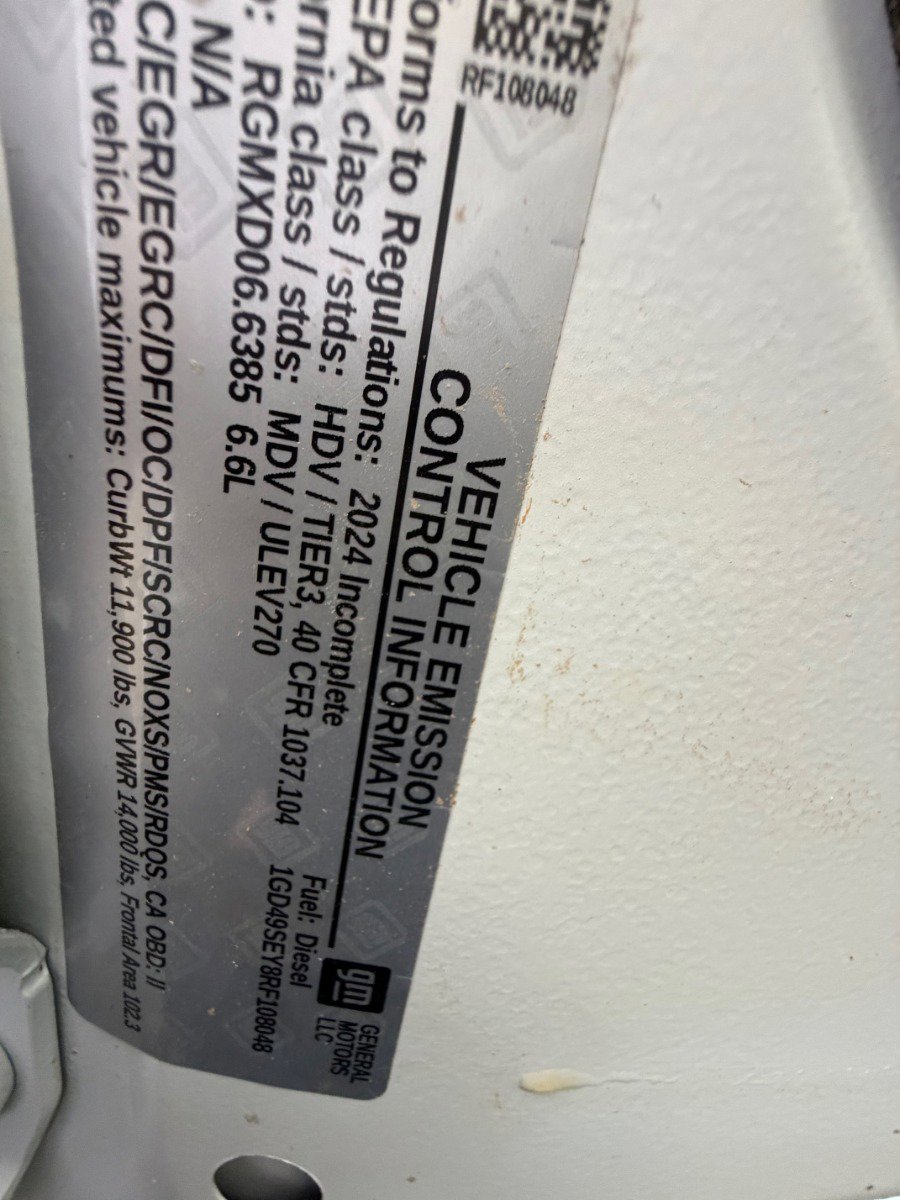 RF108048
VEHICLE EMISSION
CONTROL INFORMATION
gm
GENERAL
MOTORS
LLC
orms to Regulations: 2024 Incomplete Fuel: Diesel
EPA class / stds: HDV / TIER3, 40 CFR 1037.104 1GD49SEY8RF108048
rnia class / stds: MDV / ULEV270
: RGMXD06.6385 6.6L
N/A
C/EGR/EGRC/DFI/OC/DPF/SCRC/NOXS/PMS/RDQS, CA OBD: II
ted vehicle maximums: CurbWt 11,900 lbs, GVWR 14,000 lbs, Frontal Area 102.3